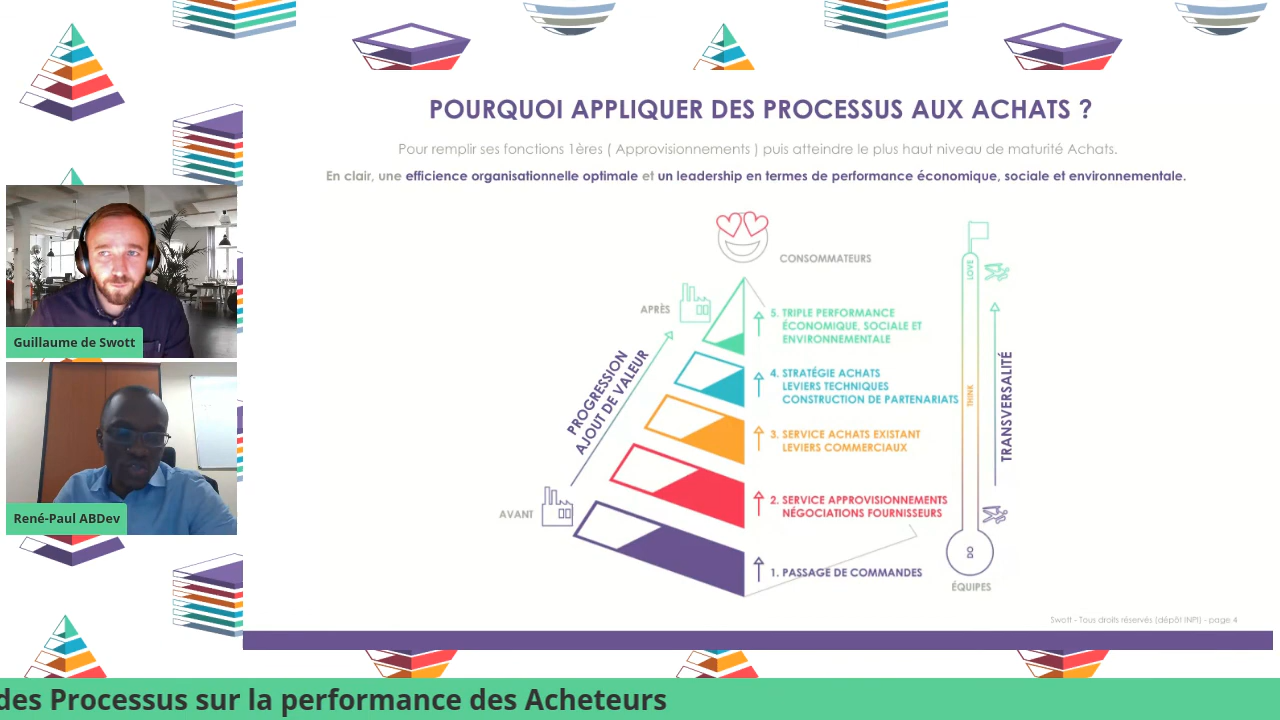 POURQUOI APPLIQUER DES PROCESSUS AUX ACHATS ?
Pour remplir ses fonctions 1ères ( Approvisionnements ) puis atteindre le plus haut niveau de maturité Achats.
En clair, une efficience organisationnelle optimale et un leadership en termes de performance économique, sociale et environnementale.
CONSOMMATEURS
APRÈS
5. TRIPLE PERFORMANCE
ÉCONOMIQUE, SOCIALE ET
ENVIRONNEMENTALE
4. STRATÉGIE ACHATS
LEVIERS TECHNIQUES
CONSTRUCTION DE PARTENARIATS
3. SERVICE ACHATS EXISTANT
LEVIERS COMMERCIAUX
2. SERVICE APPROVISIONNEMENTS
NÉGOCIATIONS FOURNISSEURS
1. PASSAGE DE COMMANDES
PROGRESSION
AJOUT DE VALEUR
AVANT
LOVE
THINK
DO
TRANSVERSALITÉ
ÉQUIPES
Swott - Tous droits réservés (dépôt INPI) - page 4
Guillaume de Swott
René-Paul ABDev
des Processus sur la performance des Acheteurs